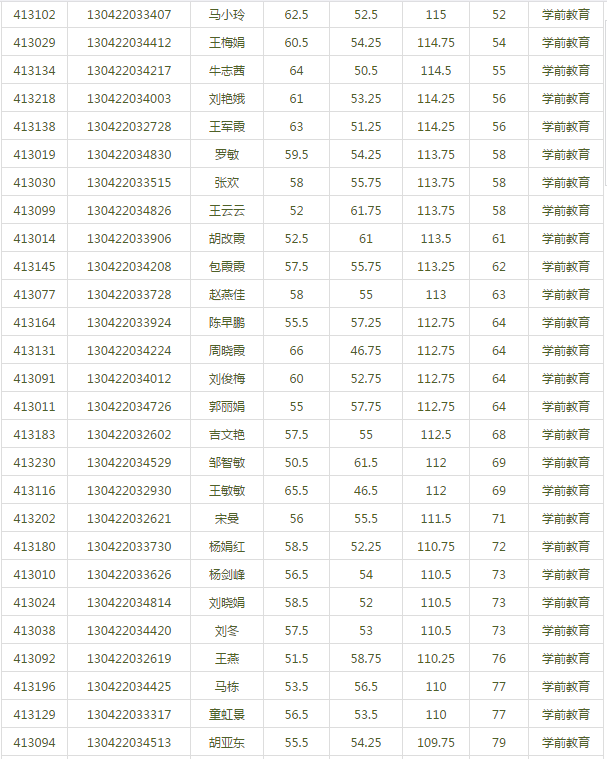 413102 130422033407 马小玲 62.5 52.5 115 52 学前教育
413029 130422034412 王梅娟 60.5 54.25 114.75 54 学前教育
413134 130422034217 牛志茜 64 50.5 114.5 55 学前教育
413218 130422034003 刘艳娥 61 53.25 114.25 56 学前教育
413138 130422032728 王军霞 63 51.25 114.25 56 学前教育
413019 130422034830 罗敏 59.5 54.25 113.75 58 学前教育
413030 130422033515 张欢 58 55.75 113.75 58 学前教育
413099 130422034826 王云云 52 61.75 113.75 58 学前教育
413014 130422033906 胡改霞 52.5 61 113.5 61 学前教育
413145 130422034208 包霞霞 57.5 55.75 113.25 62 学前教育
413077 130422033728 赵燕佳 58 55 113 63 学前教育
413164 130422033924 陈早鹏 55.5 57.25 112.75 64 学前教育
413131 130422034224 周晓霞 66 46.75 112.75 64 学前教育
413091 130422034012 刘俊梅 60 52.75 112.75 64 学前教育
413011 130422034726 郭丽娟 55 57.75 112.75 64 学前教育
413183 130422032602 吉文艳 57.5 55 112.5 68 学前教育
413230 130422034529 邹智敏 50.5 61.5 112 69 学前教育
413116 130422032930 王敏敏 65.5 46.5 112 69 学前教育
413202 130422032621 宋曼 56 55.5 111.5 71 学前教育
413180 130422033730 杨娟红 58.5 52.25 110.75 72 学前教育
413010 130422033626 杨剑峰 56.5 54 110.5 73 学前教育
413024 130422034814 刘晓娟 58.5 52 110.5 73 学前教育
413038 130422034420 刘冬 57.5 53 110.5 73 学前教育
413092 130422032619 王燕 51.5 58.75 110.25 76 学前教育
413196 130422034425 马栋 53.5 56.5 110 77 学前教育
413129 130422033317 童虹景 56.5 53.5 110 77 学前教育
413094 130422034513 胡亚东 55.5 54.25 109.75 79 学前教育